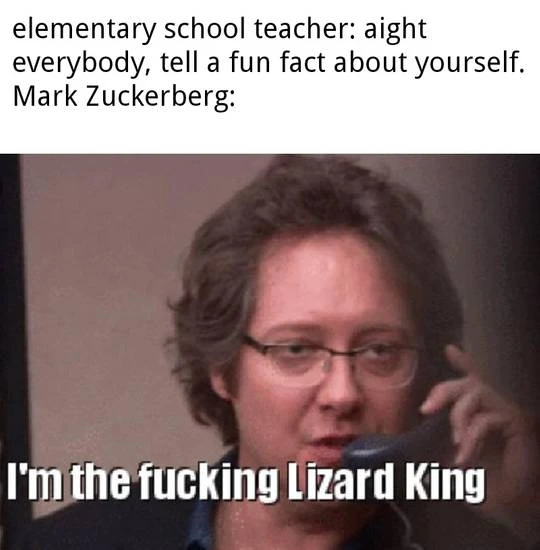 elementary school teacher: aight
everybody, tell a fun fact about yourself.
Mark Zuckerberg:
I'm the fucking Lizard King